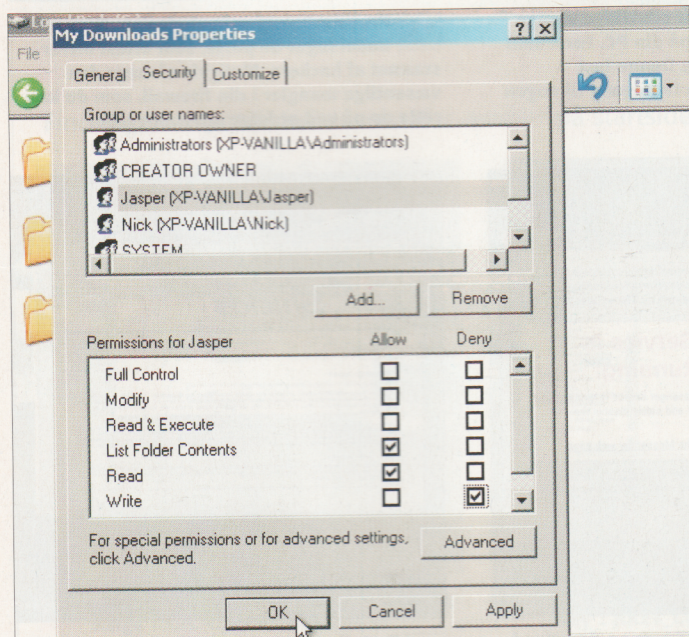 Local Disk (C:)
My Downloads Properties
File
General Security Customize
Group or user names:
Administrators (XP-VANILLA\Administrators)
CREATOR OWNER
Jasper (XP-VANILLA\Jasper)
Nick (XP-VANILLA\Nick)
SYSTEM
Add... Remove
Permissions for Jasper Allow Deny
Full Control
Modify
Read & Execute
List Folder Contents
Read
Write
For special permissions or for advanced settings,
click Advanced.
Advanced
OK Cancel Apply